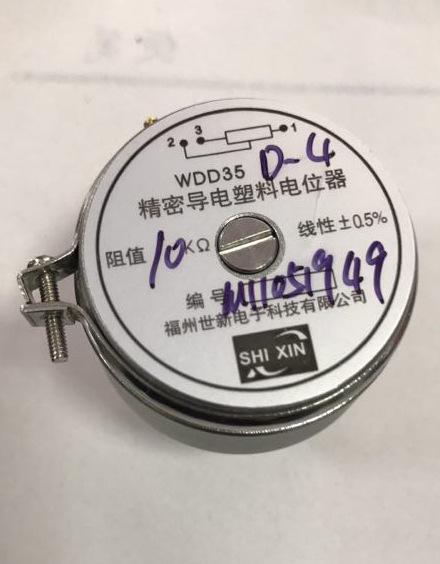 2 3 1
WDD35 D-4
精密导电塑料电位器
阻值 10 KΩ 线性±0.5%
编号
福州世新电子科技有限公司
SHI XIN